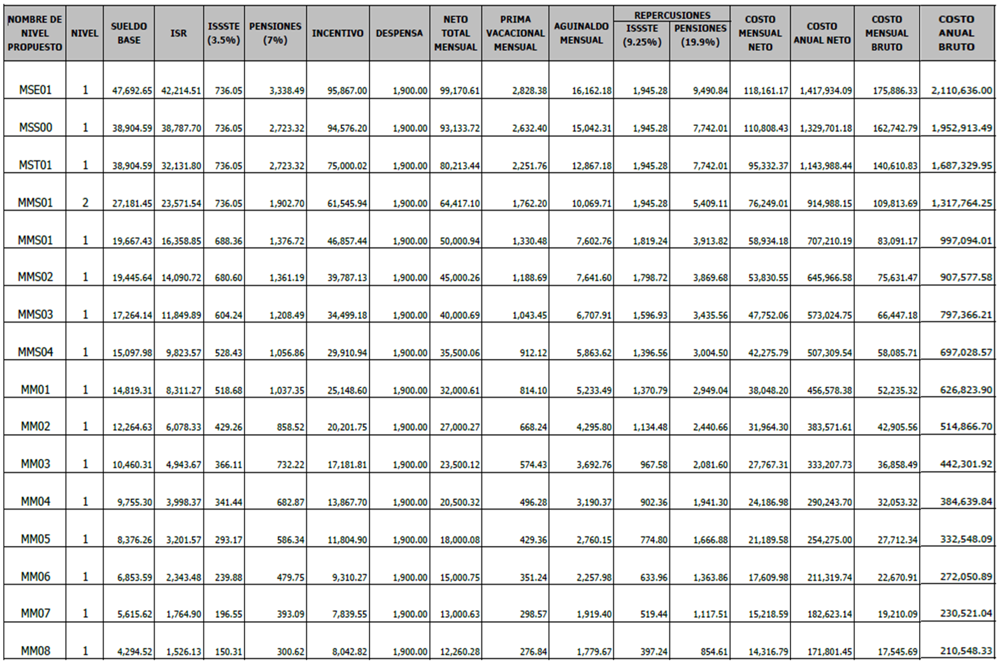 NOMBRE DE NIVEL PROPUESTO NIVEL SUELDO BASE ISR ISSSTE (3.5%) PENSIONES (7%) INCENTIVO DESPENSA NETO TOTAL MENSUAL PRIMA VACACIONAL MENSUAL AGUINALDO MENSUAL REPERCUSIONES ISSSTE (9.25%) PENSIONES (19.9%) COSTO MENSUAL NETO COSTO ANUAL NETO COSTO MENSUAL BRUTO COSTO ANUAL BRUTO
MSE01 1 47,692.65 42,214.51 736.05 3,338.49 95,867.00 1,900.00 99,170.61 2,828.38 16,162.18 1,945.28 9,490.84 118,161.17 1,417,934.09 175,886.33 2,110,636.00
MSS00 1 38,904.59 38,787.70 736.05 2,723.32 94,576.20 1,900.00 93,133.72 2,632.40 15,042.31 1,945.28 7,742.01 110,808.43 1,329,701.18 162,742.79 1,952,913.49
MST01 1 38,904.59 32,131.80 736.05 2,723.32 75,000.02 1,900.00 80,213.44 2,251.76 12,867.18 1,945.28 7,742.01 95,332.37 1,143,988.44 140,610.83 1,687,329.95
MMS01 2 27,181.45 23,571.54 736.05 1,902.70 61,545.94 1,900.00 64,417.10 1,762.20 10,069.71 1,945.28 5,409.11 76,249.01 914,988.15 109,813.69 1,317,764.25
MMS01 1 19,667.43 16,358.85 688.36 1,376.72 46,857.44 1,900.00 50,000.94 1,330.48 7,602.76 1,819.24 3,913.82 58,934.18 707,210.19 83,091.17 997,094.01
MMS02 1 19,445.64 14,090.72 680.60 1,361.19 39,787.13 1,900.00 45,000.26 1,188.69 7,641.60 1,798.72 3,869.68 53,830.55 645,966.58 75,631.47 907,577.58
MMS03 1 17,264.14 11,849.89 604.24 1,208.49 34,499.18 1,900.00 40,000.69 1,043.45 6,707.91 1,596.93 3,435.56 47,752.06 573,024.75 66,447.18 797,366.21
MMS04 1 15,097.98 9,823.57 528.43 1,056.86 29,910.94 1,900.00 35,500.06 912.12 5,863.62 1,396.56 3,004.50 42,275.79 507,309.54 58,085.71 697,028.57
MM01 1 14,819.31 8,311.27 518.68 1,037.35 25,148.60 1,900.00 32,000.61 814.10 5,233.49 1,370.79 2,949.04 38,048.20 456,578.38 52,235.32 626,823.90
MM02 1 12,264.63 6,078.33 429.26 858.52 20,201.75 1,900.00 27,000.27 668.24 4,295.80 1,134.48 2,440.66 31,964.30 383,571.61 42,905.56 514,866.70
MM03 1 10,460.31 4,943.67 366.11 732.22 17,181.81 1,900.00 23,500.12 574.43 3,692.76 967.58 2,081.60 27,767.31 333,207.73 36,858.49 442,301.92
MM04 1 9,755.30 3,998.37 341.44 682.87 13,867.70 1,900.00 20,500.32 496.28 3,190.37 902.36 1,941.30 24,186.98 290,243.70 32,053.32 384,639.84
MM05 1 8,376.26 3,201.57 293.17 586.34 11,804.90 1,900.00 18,000.08 429.36 2,760.15 774.80 1,666.88 21,189.58 254,275.00 27,712.34 332,548.09
MM06 1 6,853.59 2,343.48 239.88 479.75 9,310.27 1,900.00 15,000.75 351.24 2,257.98 633.96 1,363.86 17,609.98 211,319.74 22,670.91 272,050.89
MM07 1 5,615.62 1,764.90 196.55 393.09 7,839.55 1,900.00 13,000.63 298.57 1,919.40 519.44 1,117.51 15,218.59 182,623.14 19,210.09 230,521.04
MM08 1 4,294.52 1,526.13 150.31 300.62 8,042.82 1,900.00 12,260.28 276.84 1,779.67 397.24 854.61 14,316.79 171,801.45 17,545.69 210,548.33